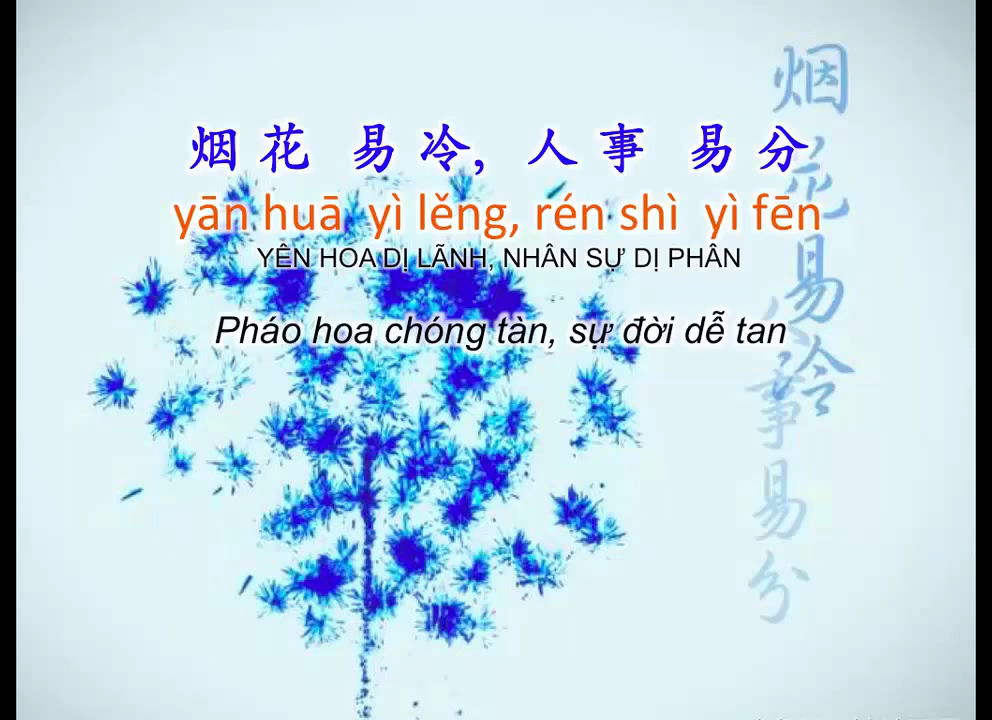 烟花 易冷, 人事 易分
yān huā yì lěng, rén shì yì fēn
YÊN HOA DỊ LÃNH, NHÂN SỰ DỊ PHÂN
Pháo hoa chóng tàn, sự đời dễ tan
烟花易冷
人事易分